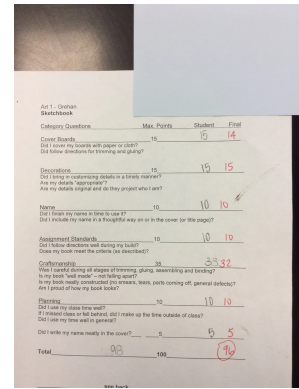 Art 1 - Grehan
Sketchbook
Category Questions Max. Points Student Final
Cover Boards 15 15 14
Did I cover my boards with paper or cloth?
Did follow directions for trimming and gluing?
Decorations 15 15 15
Did I bring in customizing details in a timely manner?
Are my details "appropriate"?
Are my details original and do they project who I am?
Name 10 10 10
Did I finish my name in time to use it?
Did I include my name in a thoughtful way on or in the cover (or title page)?
Assignment Standards 10 10 10
Did I follow directions well during my build?
Does my book meet the criteria (as described)?
Craftsmanship 35 33 32
Was I careful during all stages of trimming, gluing, assembling and binding?
Is my book "well made" – not falling apart?
Is my book neatly constructed (no smears, tears, parts coming off, general defects)?
Am I proud of how my book looks?
Planning 10 10 10
Did I use my class time well?
If I missed class or fell behind, did I make up the time outside of class?
Did I use my time well in general?
Did I write my name neatly in the cover? 5 5 5
Total 98 100 96